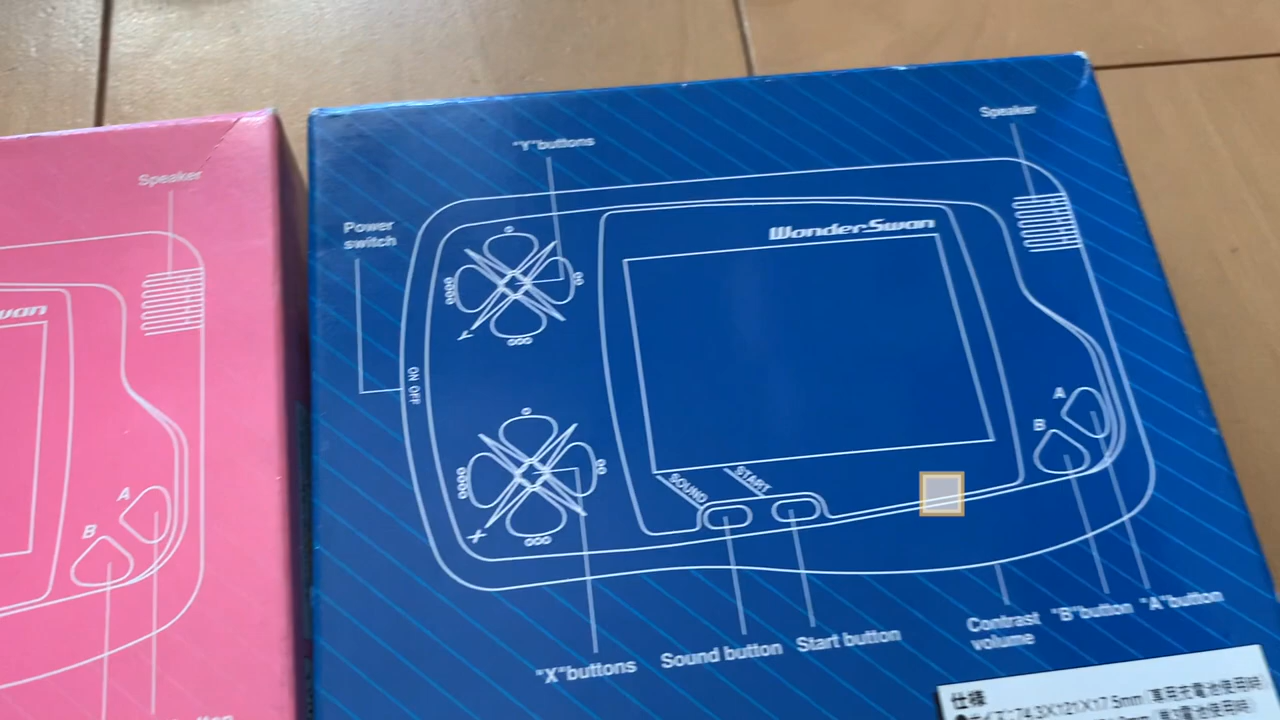 Speaker
A
B
"Y"buttons
Speaker
Power
switch
WonderSwan
Y
ON OFF
A
B
SOUND
START
X
"X"buttons
Sound button
Start button
Contrast
volume
"B"button
"A"button
仕様